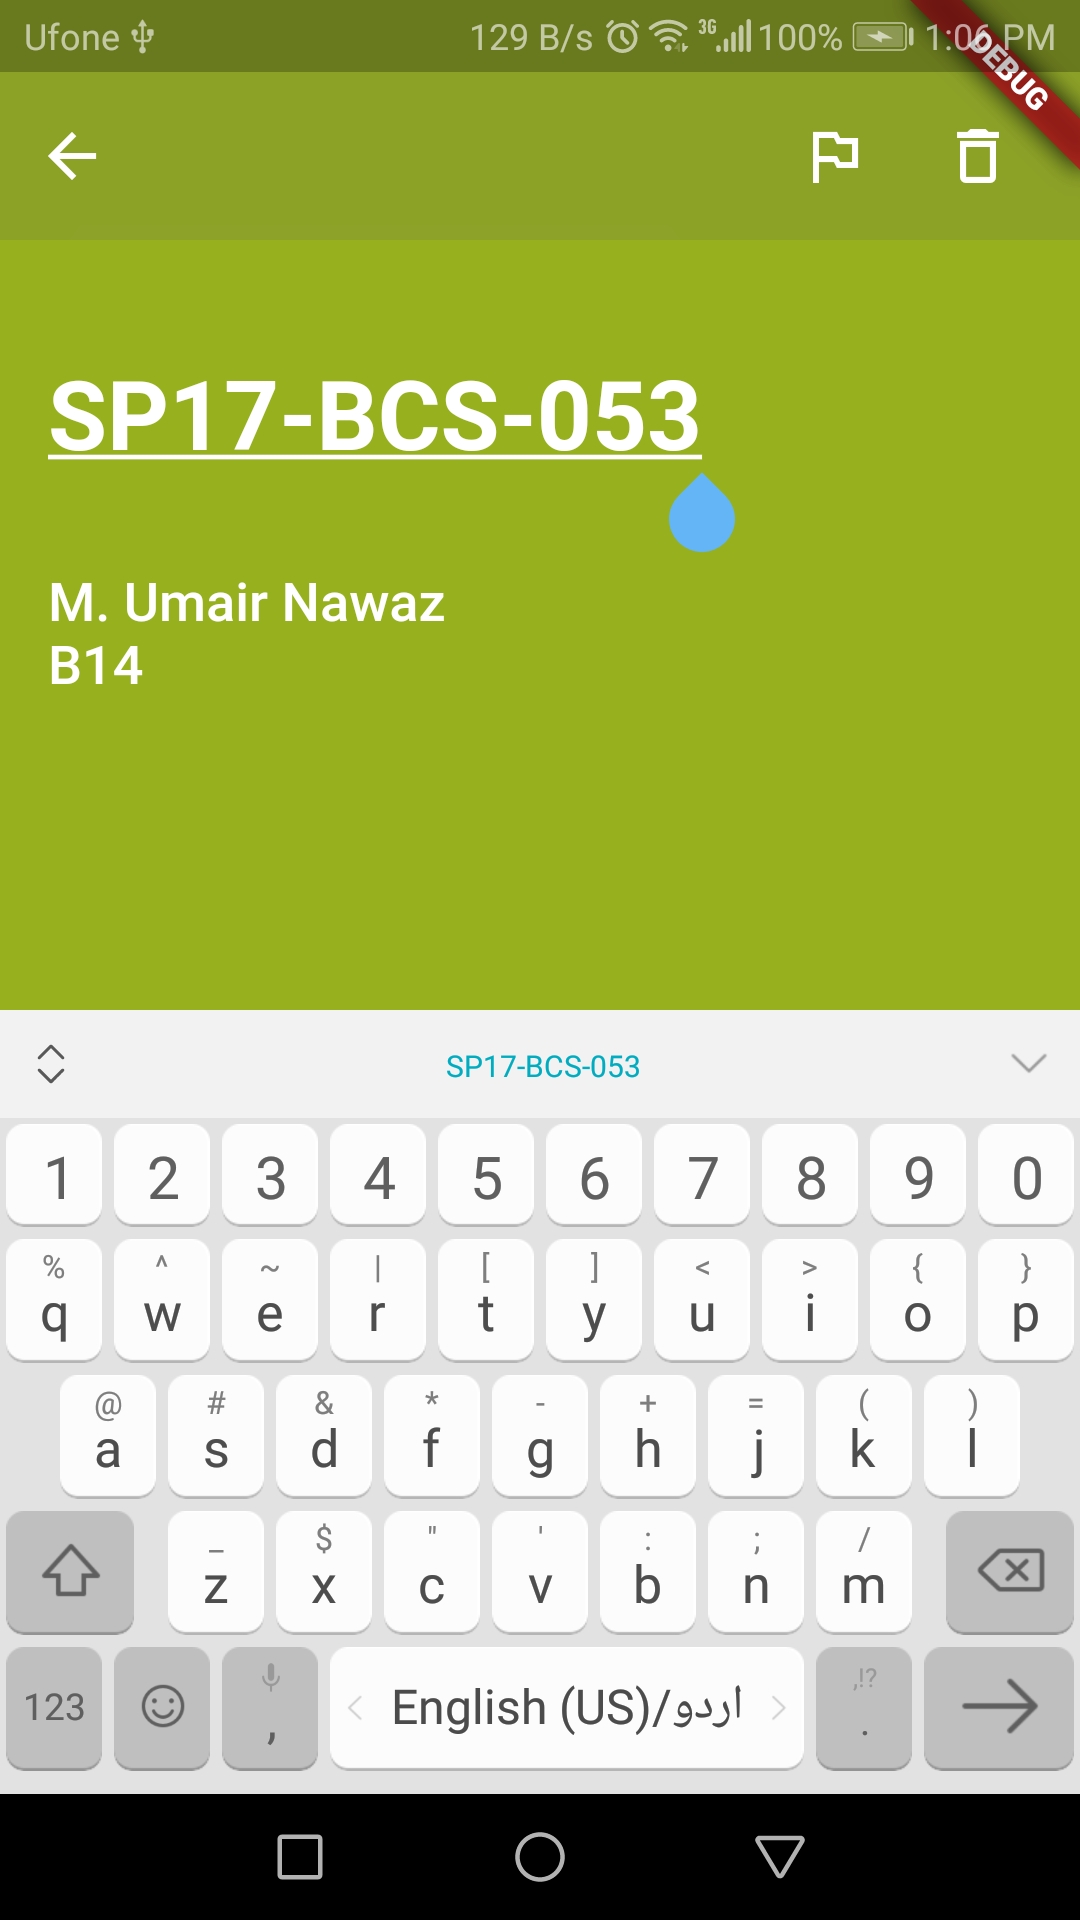 Ufone 129 B/s 3G 100% 1:06 PM
DEBUG
SP17-BCS-053
M. Umair Nawaz
B14
SP17-BCS-053
1 2 3 4 5 6 7 8 9 0
% ^ ~ | [ ] < > { }
q w e r t y u i o p
@ # & * - + = ( )
a s d f g h j k l
_ $ " ' : ; /
z x c v b n m
,!?
123 , English (US)/اردو .